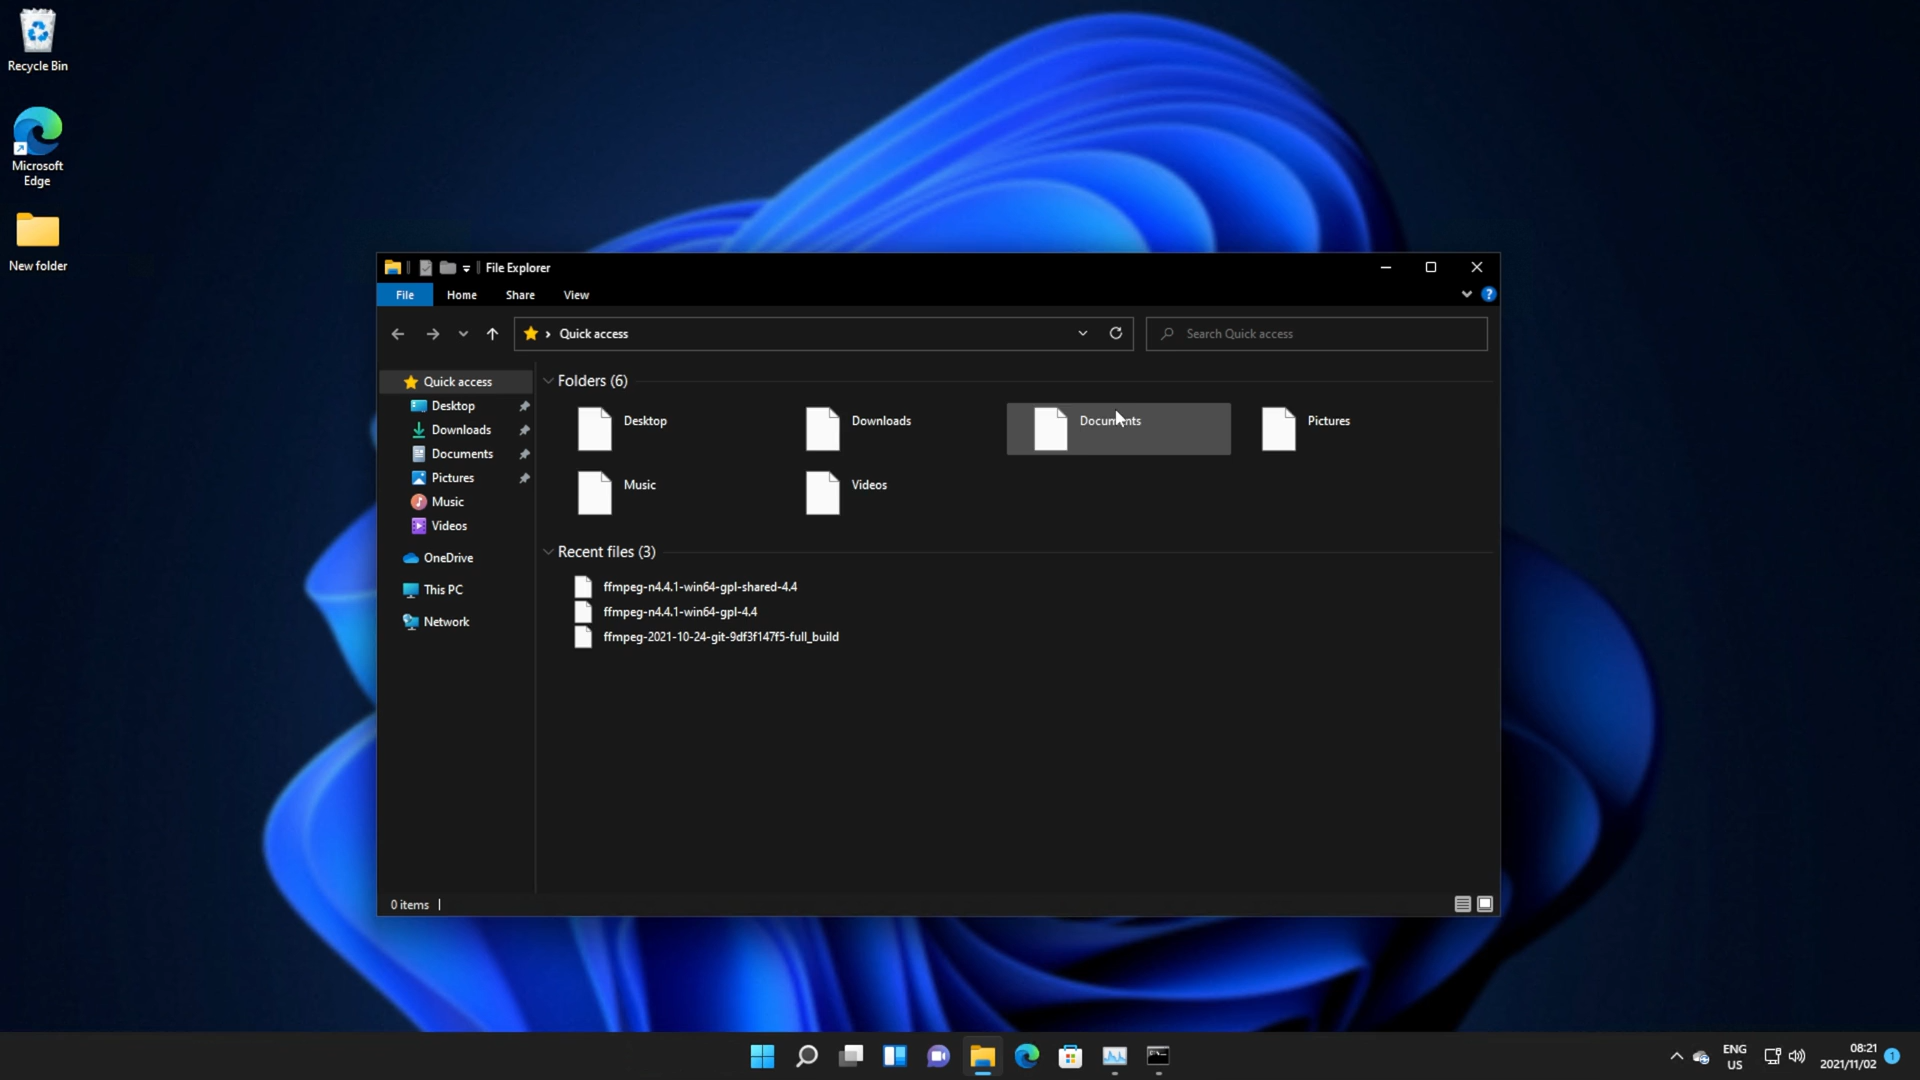 Recycle Bin
Microsoft
Edge
New folder
File Explorer
File
Home
Share
View
Quick access
Search Quick access
Quick access
Desktop
Downloads
Documents
Pictures
Music
Videos
OneDrive
This PC
Network
Folders (6)
Desktop
Downloads
Documents
Pictures
Music
Videos
Recent files (3)
ffmpeg-n4.4.1-win64-gpl-shared-4.4
ffmpeg-n4.4.1-win64-gpl-4.4
ffmpeg-2021-10-24-git-9df3f147f5-full_build
0 items
ENG
US
08:21
2021/11/02
1